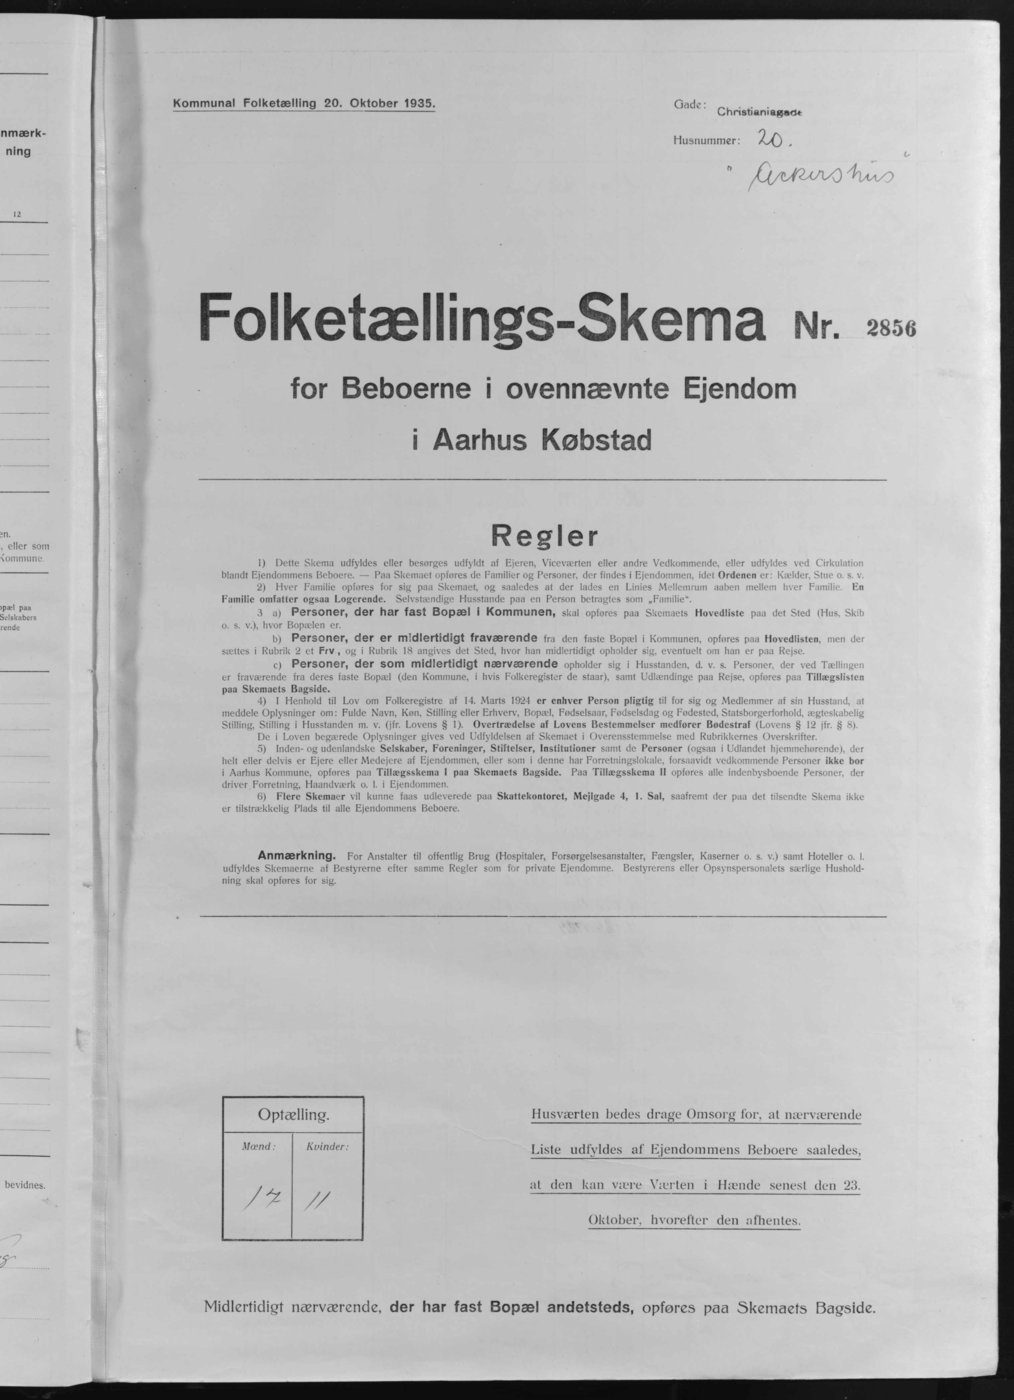 nmærk-
ning
12
en.
, eller som
Kommune.
opæl paa
Selskabers
rende
bevidnes.
Kommunal Folketælling 20. Oktober 1935.
Gade: Christianiagade
Husnummer: 20.
" Ackershus "
Folketællings-Skema Nr. 2856
for Beboerne i ovennævnte Ejendom
i Aarhus Købstad
Regler
1) Dette Skema udfyldes eller besørges udfyldt af Ejeren, Viceværten eller andre Vedkommende, eller udfyldes ved Cirkulation
blandt Ejendommens Beboere. — Paa Skemaet opføres de Familier og Personer, der findes i Ejendommen, idet Ordenen er: Kælder, Stue o. s. v.
2) Hver Familie opføres for sig paa Skemaet, og saaledes at der lades en Linies Mellemrum aaben mellem hver Familie. En
Familie omfatter ogsaa Logerende. Selvstændige Husstande paa en Person betragtes som „Familie“.
3 a) Personer, der har fast Bopæl i Kommunen, skal opføres paa Skemaets Hovedliste paa det Sted (Hus, Skib
o. s. v.), hvor Bopælen er.
b) Personer, der er midlertidigt fraværende fra den faste Bopæl i Kommunen, opføres paa Hovedlisten, men der
sættes i Rubrik 2 et Frv., og i Rubrik 18 angives det Sted, hvor han midlertidigt opholder sig, eventuelt om han er paa Rejse.
c) Personer, der som midlertidigt nærværende opholder sig i Husstanden, d. v. s. Personer, der ved Tællingen
er fraværende fra deres faste Bopæl (den Kommune, i hvis Folkeregister de staar), samt Udlændinge paa Rejse, opføres paa Tillægslisten
paa Skemaets Bagside.
4) I Henhold til Lov om Folkeregistre af 14. Marts 1924 er enhver Person pligtig til for sig og Medlemmer af sin Husstand, at
meddele Oplysninger om: Fulde Navn, Køn, Stilling eller Erhverv, Bopæl, Fødselsaar, Fødselsdag og Fødested, Statsborgerforhold, ægteskabelig
Stilling, Stilling i Husstanden m. v. (jfr. Lovens § 1). Overtrædelse af Lovens Bestemmelser medfører Bødestraf (Lovens § 12 jfr. § 8).
De i Loven begærede Oplysninger gives ved Udfyldelsen af Skemaet i Overensstemmelse med Rubrikkernes Overskrifter.
5) Inden- og udenlandske Selskaber, Foreninger, Stiftelser, Institutioner samt de Personer (ogsaa i Udlandet hjemmehørende), der
helt eller delvis er Ejere eller Medejere af Ejendommen, eller som i denne har Forretningslokale, forsaavidt vedkommende Personer ikke bor
i Aarhus Kommune, opføres paa Tillægsskema I paa Skemaets Bagside. Paa Tillægsskema II opføres alle indenbysboende Personer, der
driver Forretning, Haandværk o. l. i Ejendommen.
6) Flere Skemaer vil kunne faas udleverede paa Skattekontoret, Mejlgade 4, 1. Sal, saafremt der paa det tilsendte Skema ikke
er tilstrækkelig Plads til alle Ejendommens Beboere.
Anmærkning. For Anstalter til offentlig Brug (Hospitaler, Forsørgelsesanstalter, Fængsler, Kaserner o. s. v.) samt Hoteller o. l.
udfyldes Skemaerne af Bestyrerne efter samme Regler som for private Ejendomme. Bestyrerens eller Opsynspersonalets særlige Hushold-
ning skal opføres for sig.
Optælling.
Mænd: Kvinder:
17 11
Husværten bedes drage Omsorg for, at nærværende
Liste udfyldes af Ejendommens Beboere saaledes,
at den kan være Værten i Hænde senest den 23.
Oktober, hvorefter den afhentes.
Midlertidigt nærværende, der har fast Bopæl andetsteds, opføres paa Skemaets Bagside.